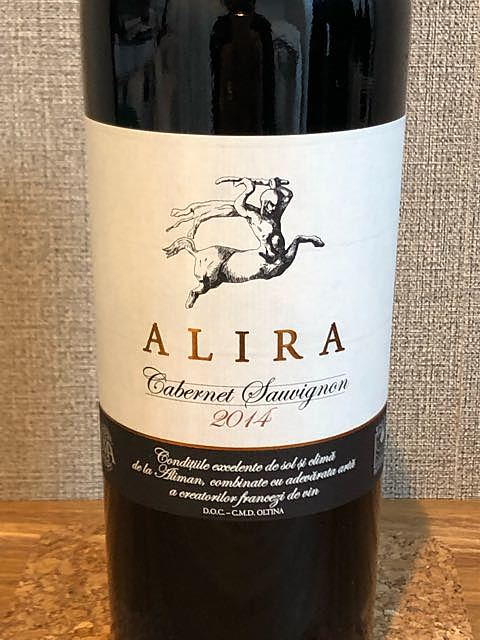 ALIRA
Cabernet Sauvignon
2014
Condițiile excelente de sol și climă
de la Aliman, combinate cu adevărata artă
a creatorilor francezi de vin
D.O.C. – C.M.D. OLTINA